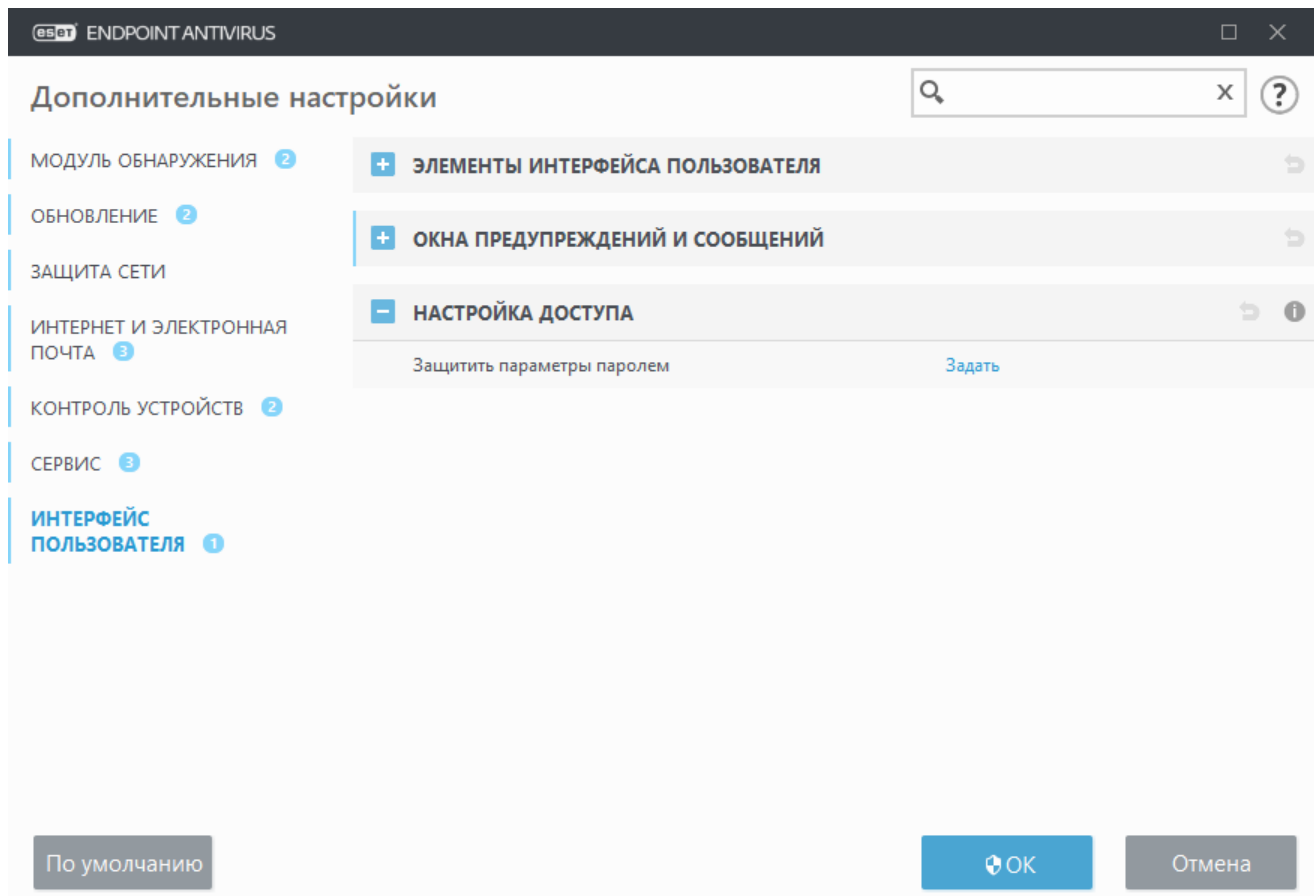 eset ENDPOINT ANTIVIRUS
Дополнительные настройки
x
?
МОДУЛЬ ОБНАРУЖЕНИЯ 2
ОБНОВЛЕНИЕ 2
ЗАЩИТА СЕТИ
ИНТЕРНЕТ И ЭЛЕКТРОННАЯ
ПОЧТА 3
КОНТРОЛЬ УСТРОЙСТВ 2
СЕРВИС 3
ИНТЕРФЕЙС
ПОЛЬЗОВАТЕЛЯ 1
ЭЛЕМЕНТЫ ИНТЕРФЕЙСА ПОЛЬЗОВАТЕЛЯ
ОКНА ПРЕДУПРЕЖДЕНИЙ И СООБЩЕНИЙ
НАСТРОЙКА ДОСТУПА
Защитить параметры паролем Задать
По умолчанию
OK
Отмена